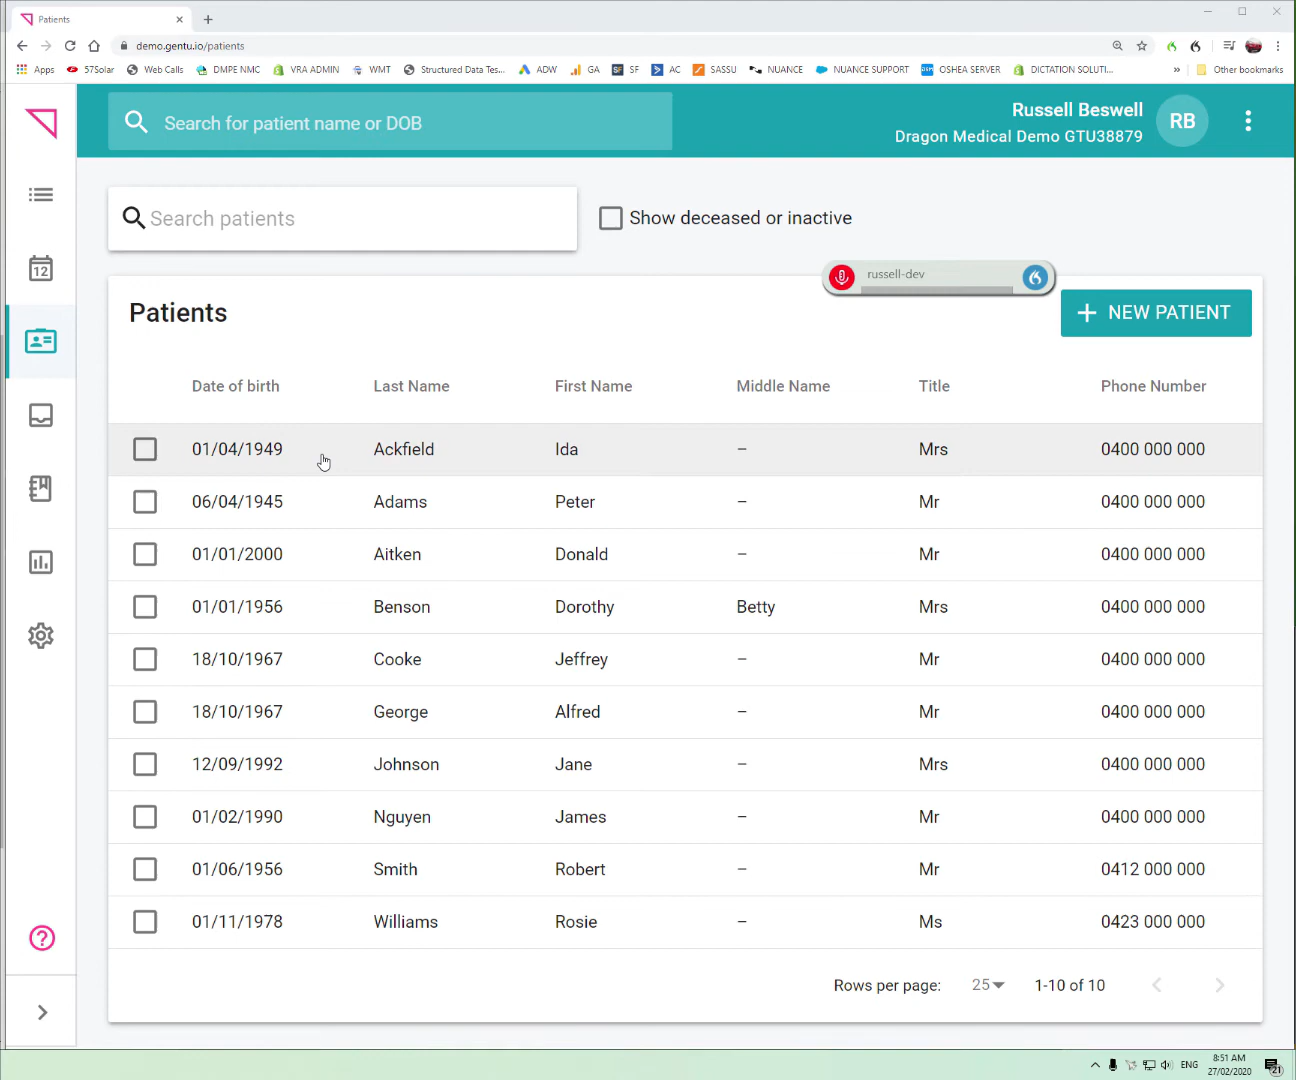 Patients
demo.gentu.io/patients
Apps 57Solar Web Calls DMPE NMC VRA ADMIN WMT Structured Data Tes... ADW GA SF SF AC SASSU NUANCE NUANCE SUPPORT OSHEA SERVER DICTATION SOLUTI... » Other bookmarks
Search for patient name or DOB
Russell Beswell
Dragon Medical Demo GTU38879
RB
Search patients
Show deceased or inactive
12
russell-dev
Patients
NEW PATIENT
Date of birth Last Name First Name Middle Name Title Phone Number
01/04/1949 Ackfield Ida – Mrs 0400 000 000
06/04/1945 Adams Peter – Mr 0400 000 000
01/01/2000 Aitken Donald – Mr 0400 000 000
01/01/1956 Benson Dorothy Betty Mrs 0400 000 000
18/10/1967 Cooke Jeffrey – Mr 0400 000 000
18/10/1967 George Alfred – Mr 0400 000 000
12/09/1992 Johnson Jane – Mrs 0400 000 000
01/02/1990 Nguyen James – Mr 0400 000 000
01/06/1956 Smith Robert – Mr 0412 000 000
01/11/1978 Williams Rosie – Ms 0423 000 000
Rows per page: 25 1-10 of 10
ENG
8:51 AM
27/02/2020
21